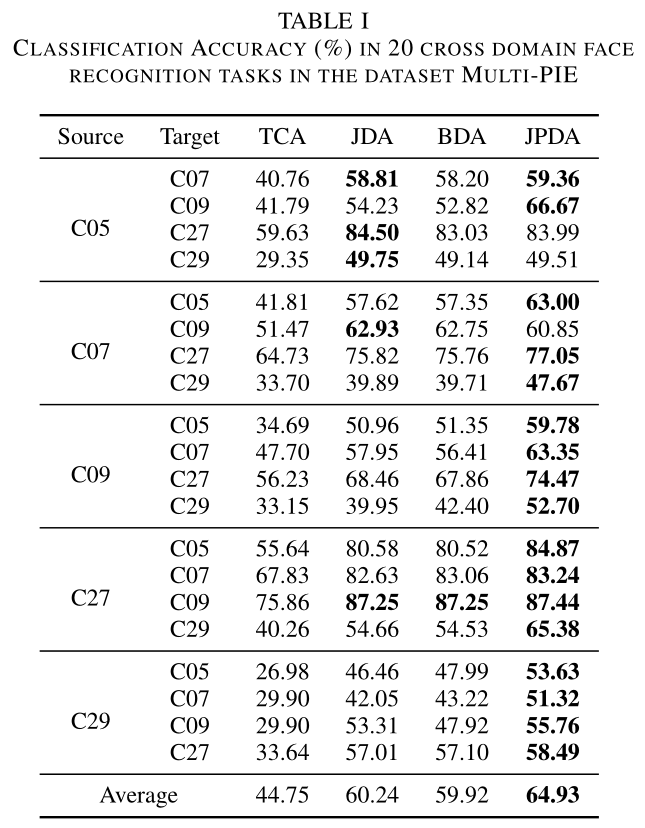 TABLE I
CLASSIFICATION ACCURACY (%) IN 20 CROSS DOMAIN FACE
RECOGNITION TASKS IN THE DATASET MULTI-PIE
Source Target TCA JDA BDA JPDA
C05
C07 40.76 58.81 58.20 59.36
C09 41.79 54.23 52.82 66.67
C27 59.63 84.50 83.03 83.99
C29 29.35 49.75 49.14 49.51
C07
C05 41.81 57.62 57.35 63.00
C09 51.47 62.93 62.75 60.85
C27 64.73 75.82 75.76 77.05
C29 33.70 39.89 39.71 47.67
C09
C05 34.69 50.96 51.35 59.78
C07 47.70 57.95 56.41 63.35
C27 56.23 68.46 67.86 74.47
C29 33.15 39.95 42.40 52.70
C27
C05 55.64 80.58 80.52 84.87
C07 67.83 82.63 83.06 83.24
C09 75.86 87.25 87.25 87.44
C29 40.26 54.66 54.53 65.38
C29
C05 26.98 46.46 47.99 53.63
C07 29.90 42.05 43.22 51.32
C09 29.90 53.31 47.92 55.76
C27 33.64 57.01 57.10 58.49
Average 44.75 60.24 59.92 64.93